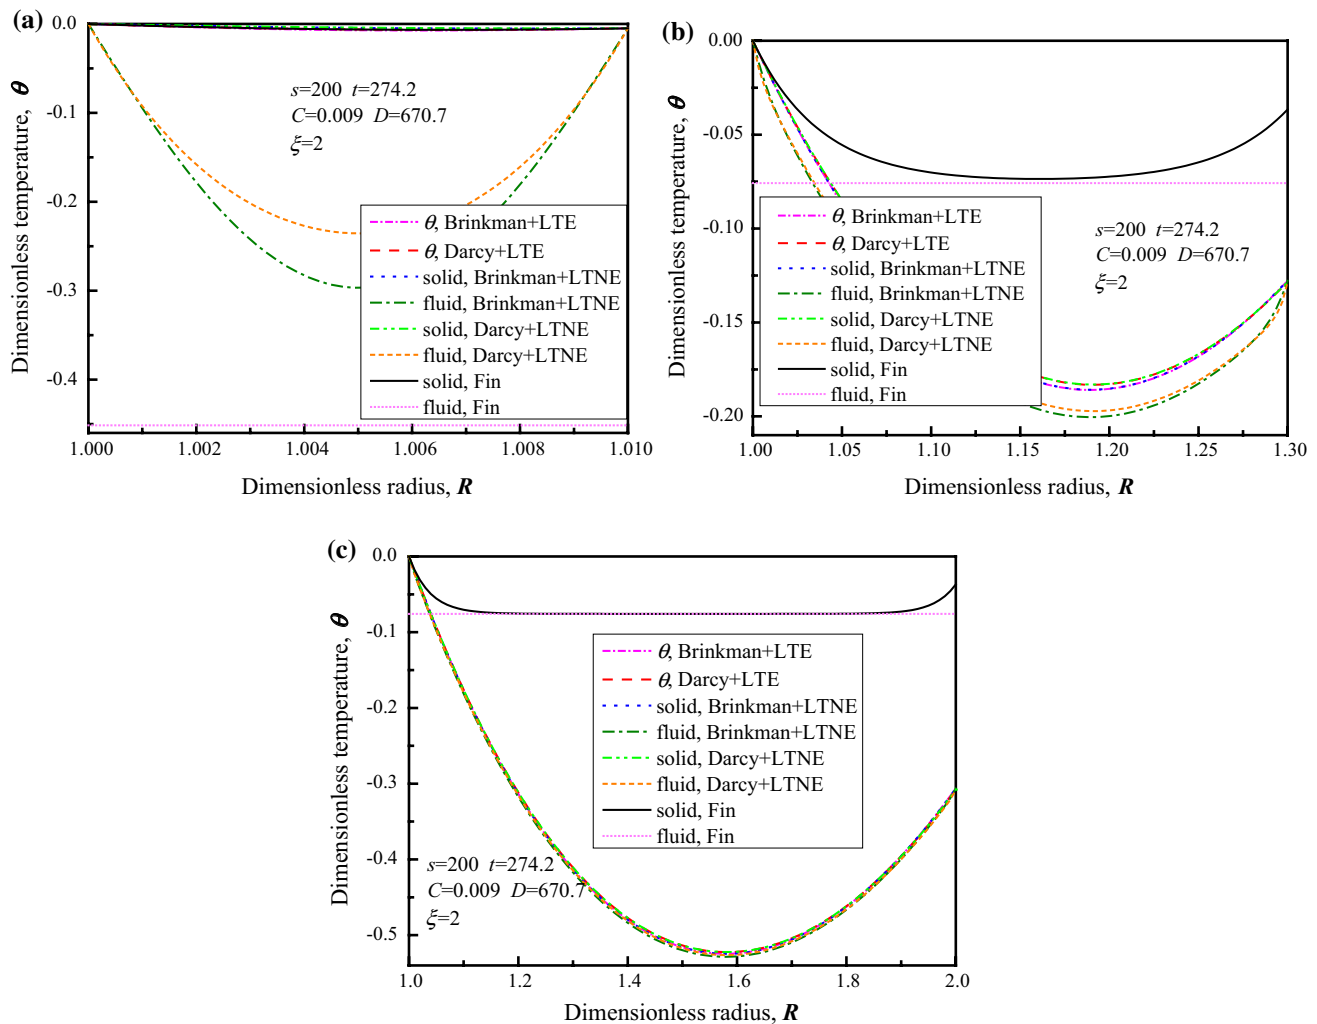 (a)
0.0
-0.1
-0.2
-0.3
-0.4
Dimensionless temperature, θ
s=200 t=274.2
C=0.009 D=670.7
ξ=2
θ, Brinkman+LTE
θ, Darcy+LTE
solid, Brinkman+LTNE
fluid, Brinkman+LTNE
solid, Darcy+LTNE
fluid, Darcy+LTNE
solid, Fin
fluid, Fin
1.000 1.002 1.004 1.006 1.008 1.010
Dimensionless radius, R
(b)
0.00
-0.05
-0.10
-0.15
-0.20
Dimensionless temperature, θ
θ, Brinkman+LTE
θ, Darcy+LTE
solid, Brinkman+LTNE
fluid, Brinkman+LTNE
solid, Darcy+LTNE
fluid, Darcy+LTNE
solid, Fin
fluid, Fin
s=200 t=274.2
C=0.009 D=670.7
ξ=2
1.00 1.05 1.10 1.15 1.20 1.25 1.30
Dimensionless radius, R
(c)
0.0
-0.1
-0.2
-0.3
-0.4
-0.5
Dimensionless temperature, θ
θ, Brinkman+LTE
θ, Darcy+LTE
solid, Brinkman+LTNE
fluid, Brinkman+LTNE
solid, Darcy+LTNE
fluid, Darcy+LTNE
solid, Fin
fluid, Fin
s=200 t=274.2
C=0.009 D=670.7
ξ=2
1.0 1.2 1.4 1.6 1.8 2.0
Dimensionless radius, R